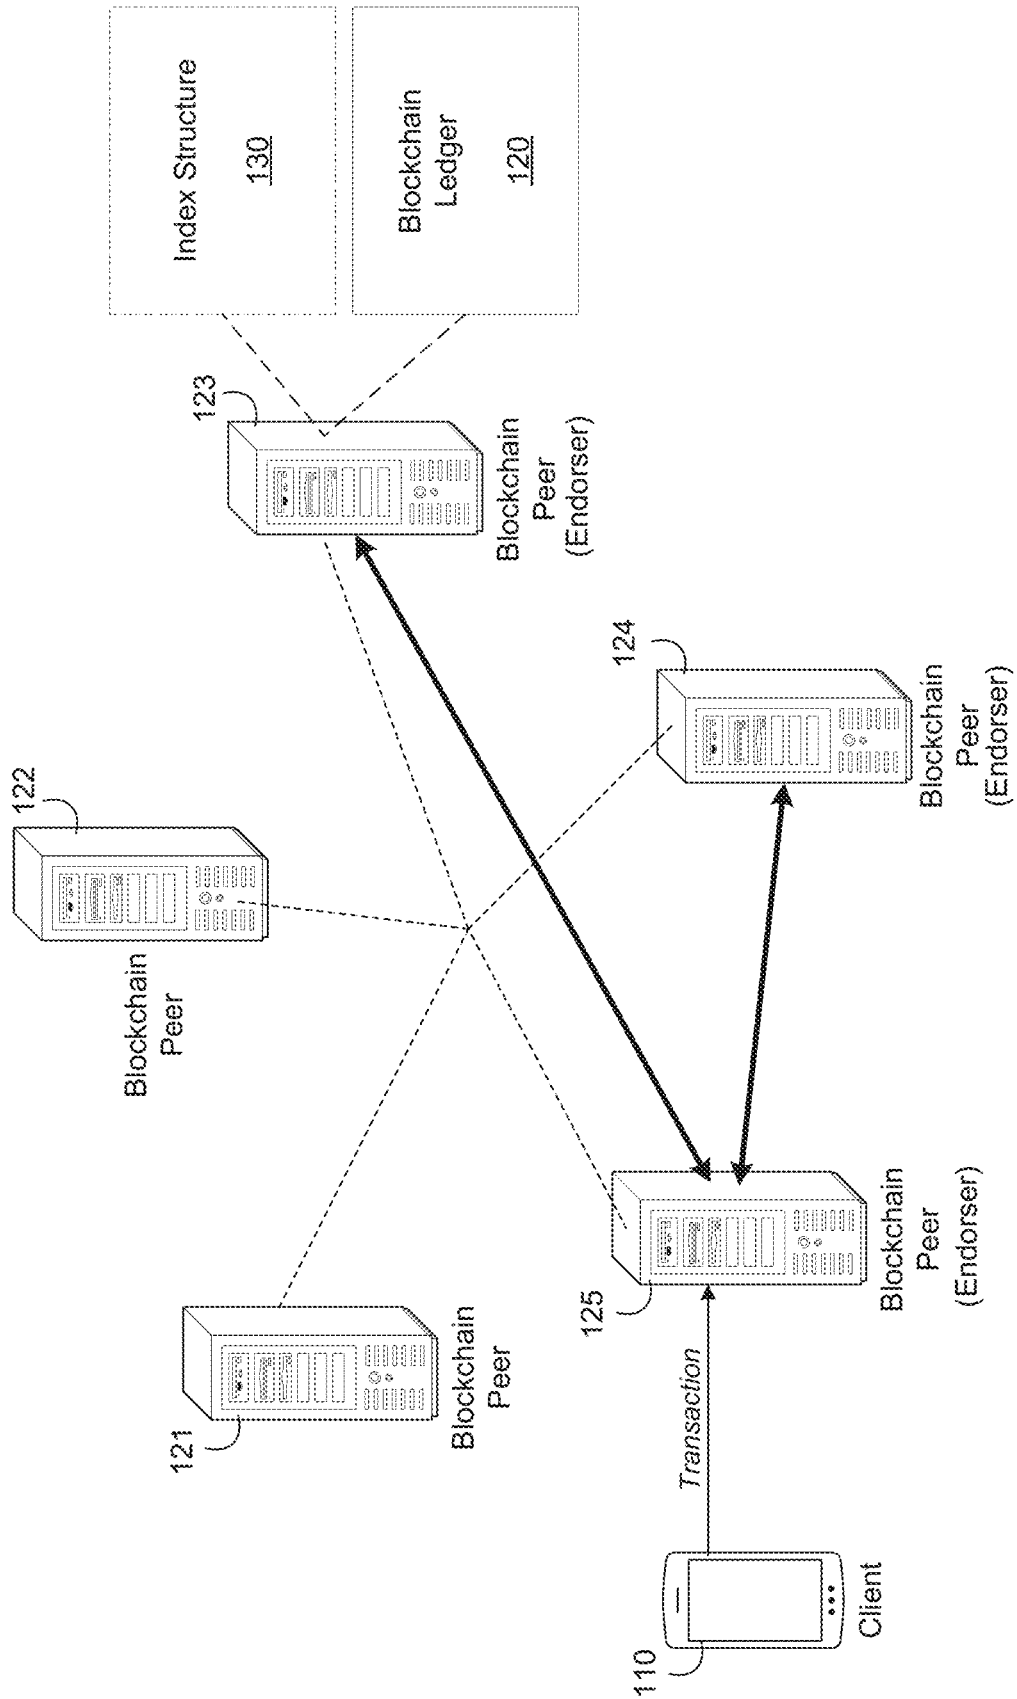 122
Blockchain
Peer
123
Blockchain
Peer
(Endorser)
Index Structure
130
Blockchain
Ledger
120
121
Blockchain
Peer
124
Blockchain
Peer
(Endorser)
110
Client
Transaction
125
Blockchain
Peer
(Endorser)